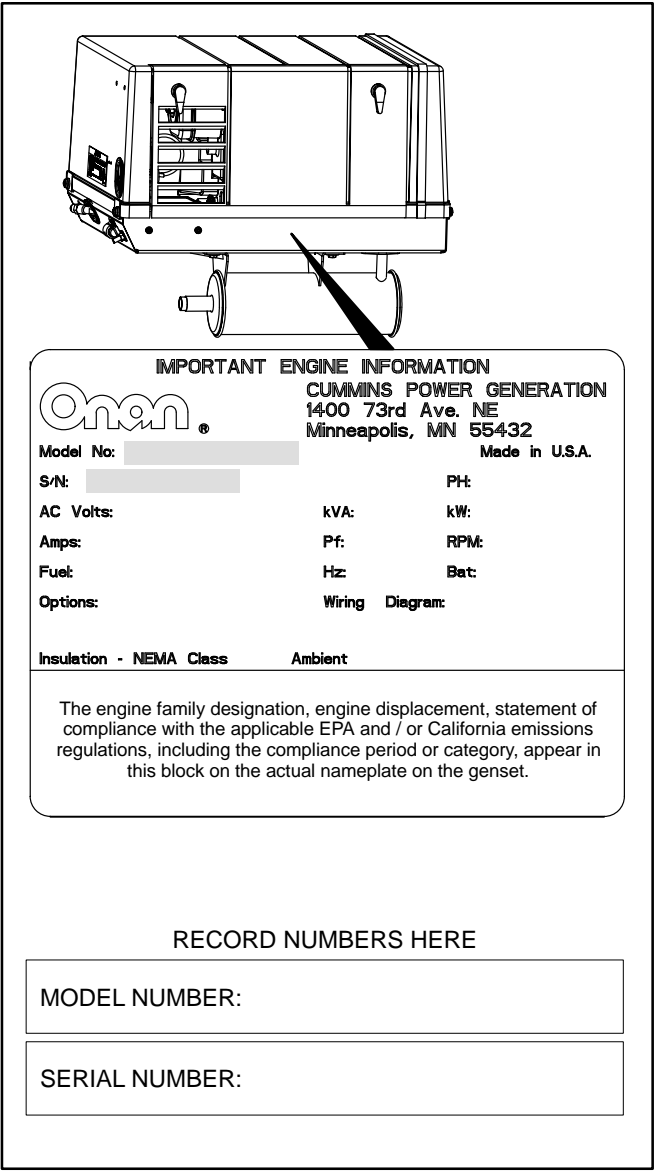 IMPORTANT ENGINE INFORMATION
Onan ®
CUMMINS POWER GENERATION
1400 73rd Ave. NE
Minneapolis, MN 55432
Model No:
Made in U.S.A.
S/N:
PH:
AC Volts:
kVA:
kW:
Amps:
Pf:
RPM:
Fuel:
Hz:
Bat:
Options:
Wiring Diagram:
Insulation - NEMA Class
Ambient
The engine family designation, engine displacement, statement of
compliance with the applicable EPA and / or California emissions
regulations, including the compliance period or category, appear in
this block on the actual nameplate on the genset.
RECORD NUMBERS HERE
MODEL NUMBER:
SERIAL NUMBER: